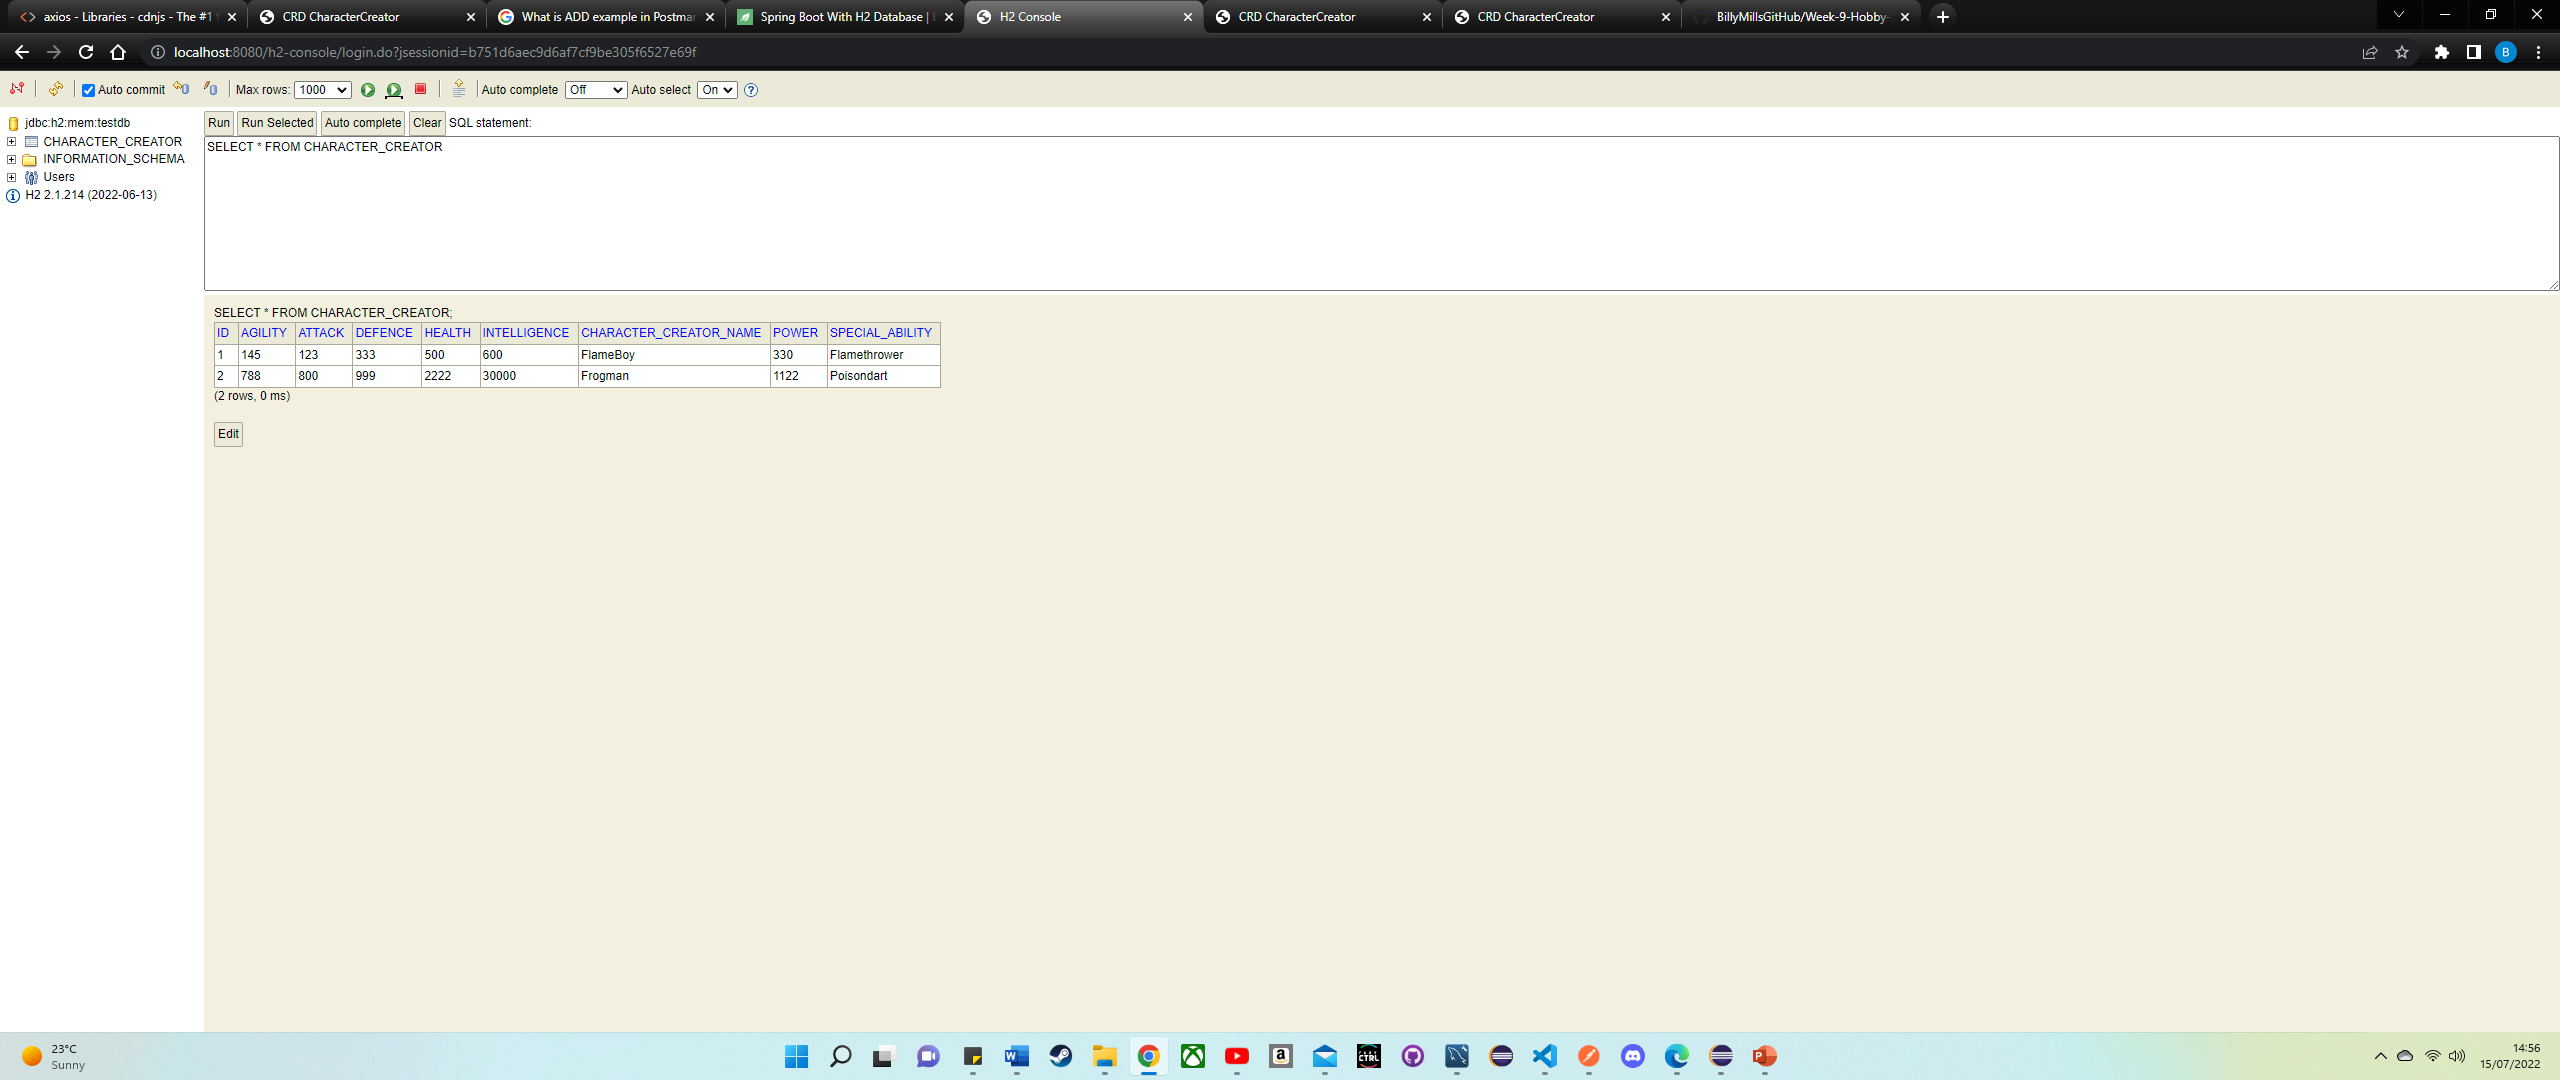 axios - Libraries - cdnjs - The #1 f
CRD CharacterCreator
What is ADD example in Postman
Spring Boot With H2 Database |
H2 Console
CRD CharacterCreator
CRD CharacterCreator
BillyMillsGitHub/Week-9-Hobby-
localhost:8080/h2-console/login.do?jsessionid=b751d6aec9d6af7cf9be305f6527e69f
B
Auto commit
Max rows: 1000
Auto complete Off
Auto select On
jdbc:h2:mem:testdb
CHARACTER_CREATOR
INFORMATION_SCHEMA
Users
H2 2.1.214 (2022-06-13)
Run Run Selected Auto complete Clear SQL statement:
SELECT * FROM CHARACTER_CREATOR
SELECT * FROM CHARACTER_CREATOR;
ID AGILITY ATTACK DEFENCE HEALTH INTELLIGENCE CHARACTER_CREATOR_NAME POWER SPECIAL_ABILITY
1 145 123 333 500 600 FlameBoy 330 Flamethrower
2 788 800 999 2222 30000 Frogman 1122 Poisondart
(2 rows, 0 ms)
Edit
23°C
Sunny
14:56
15/07/2022